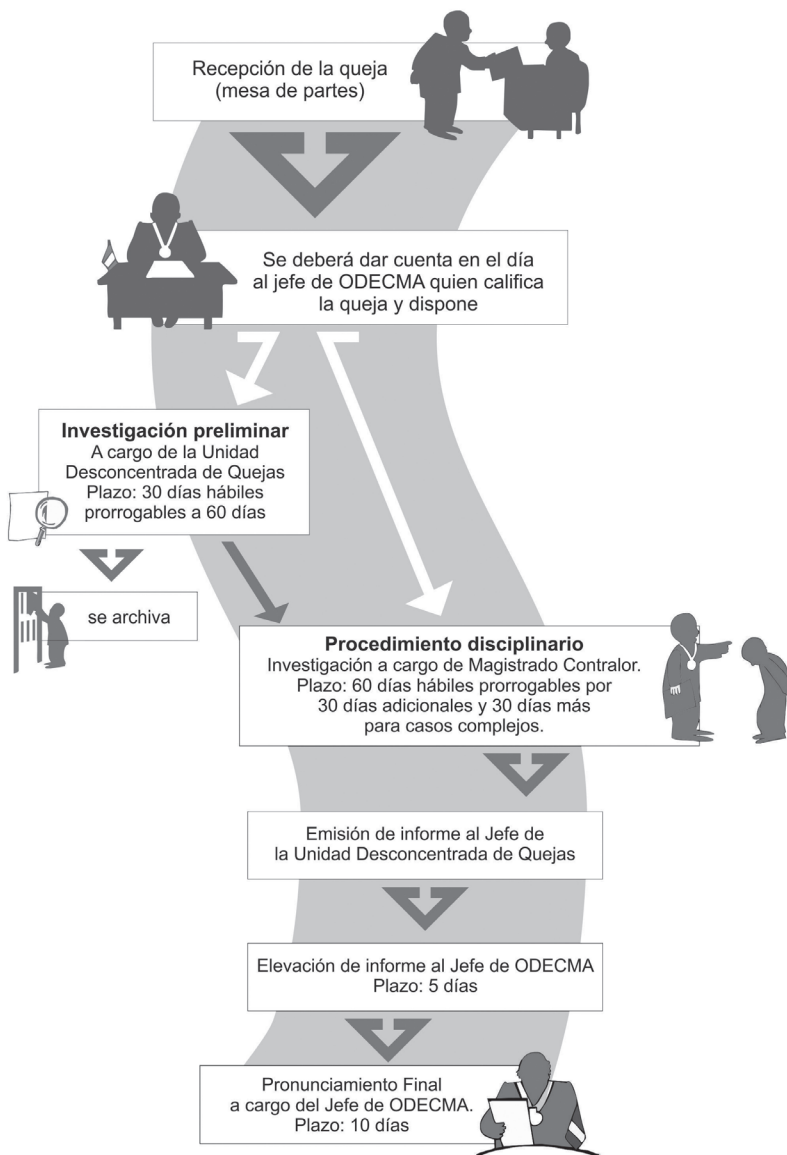 Recepción de la queja
(mesa de partes)
Se deberá dar cuenta en el día
al jefe de ODECMA quien califica
la queja y dispone
Investigación preliminar
A cargo de la Unidad
Desconcentrada de Quejas
Plazo: 30 días hábiles
prorrogables a 60 días
se archiva
Procedimiento disciplinario
Investigación a cargo de Magistrado Contralor.
Plazo: 60 días hábiles prorrogables por
30 días adicionales y 30 días más
para casos complejos.
Emisión de informe al Jefe de
la Unidad Desconcentrada de Quejas
Elevación de informe al Jefe de ODECMA
Plazo: 5 días
Pronunciamiento Final
a cargo del Jefe de ODECMA.
Plazo: 10 días